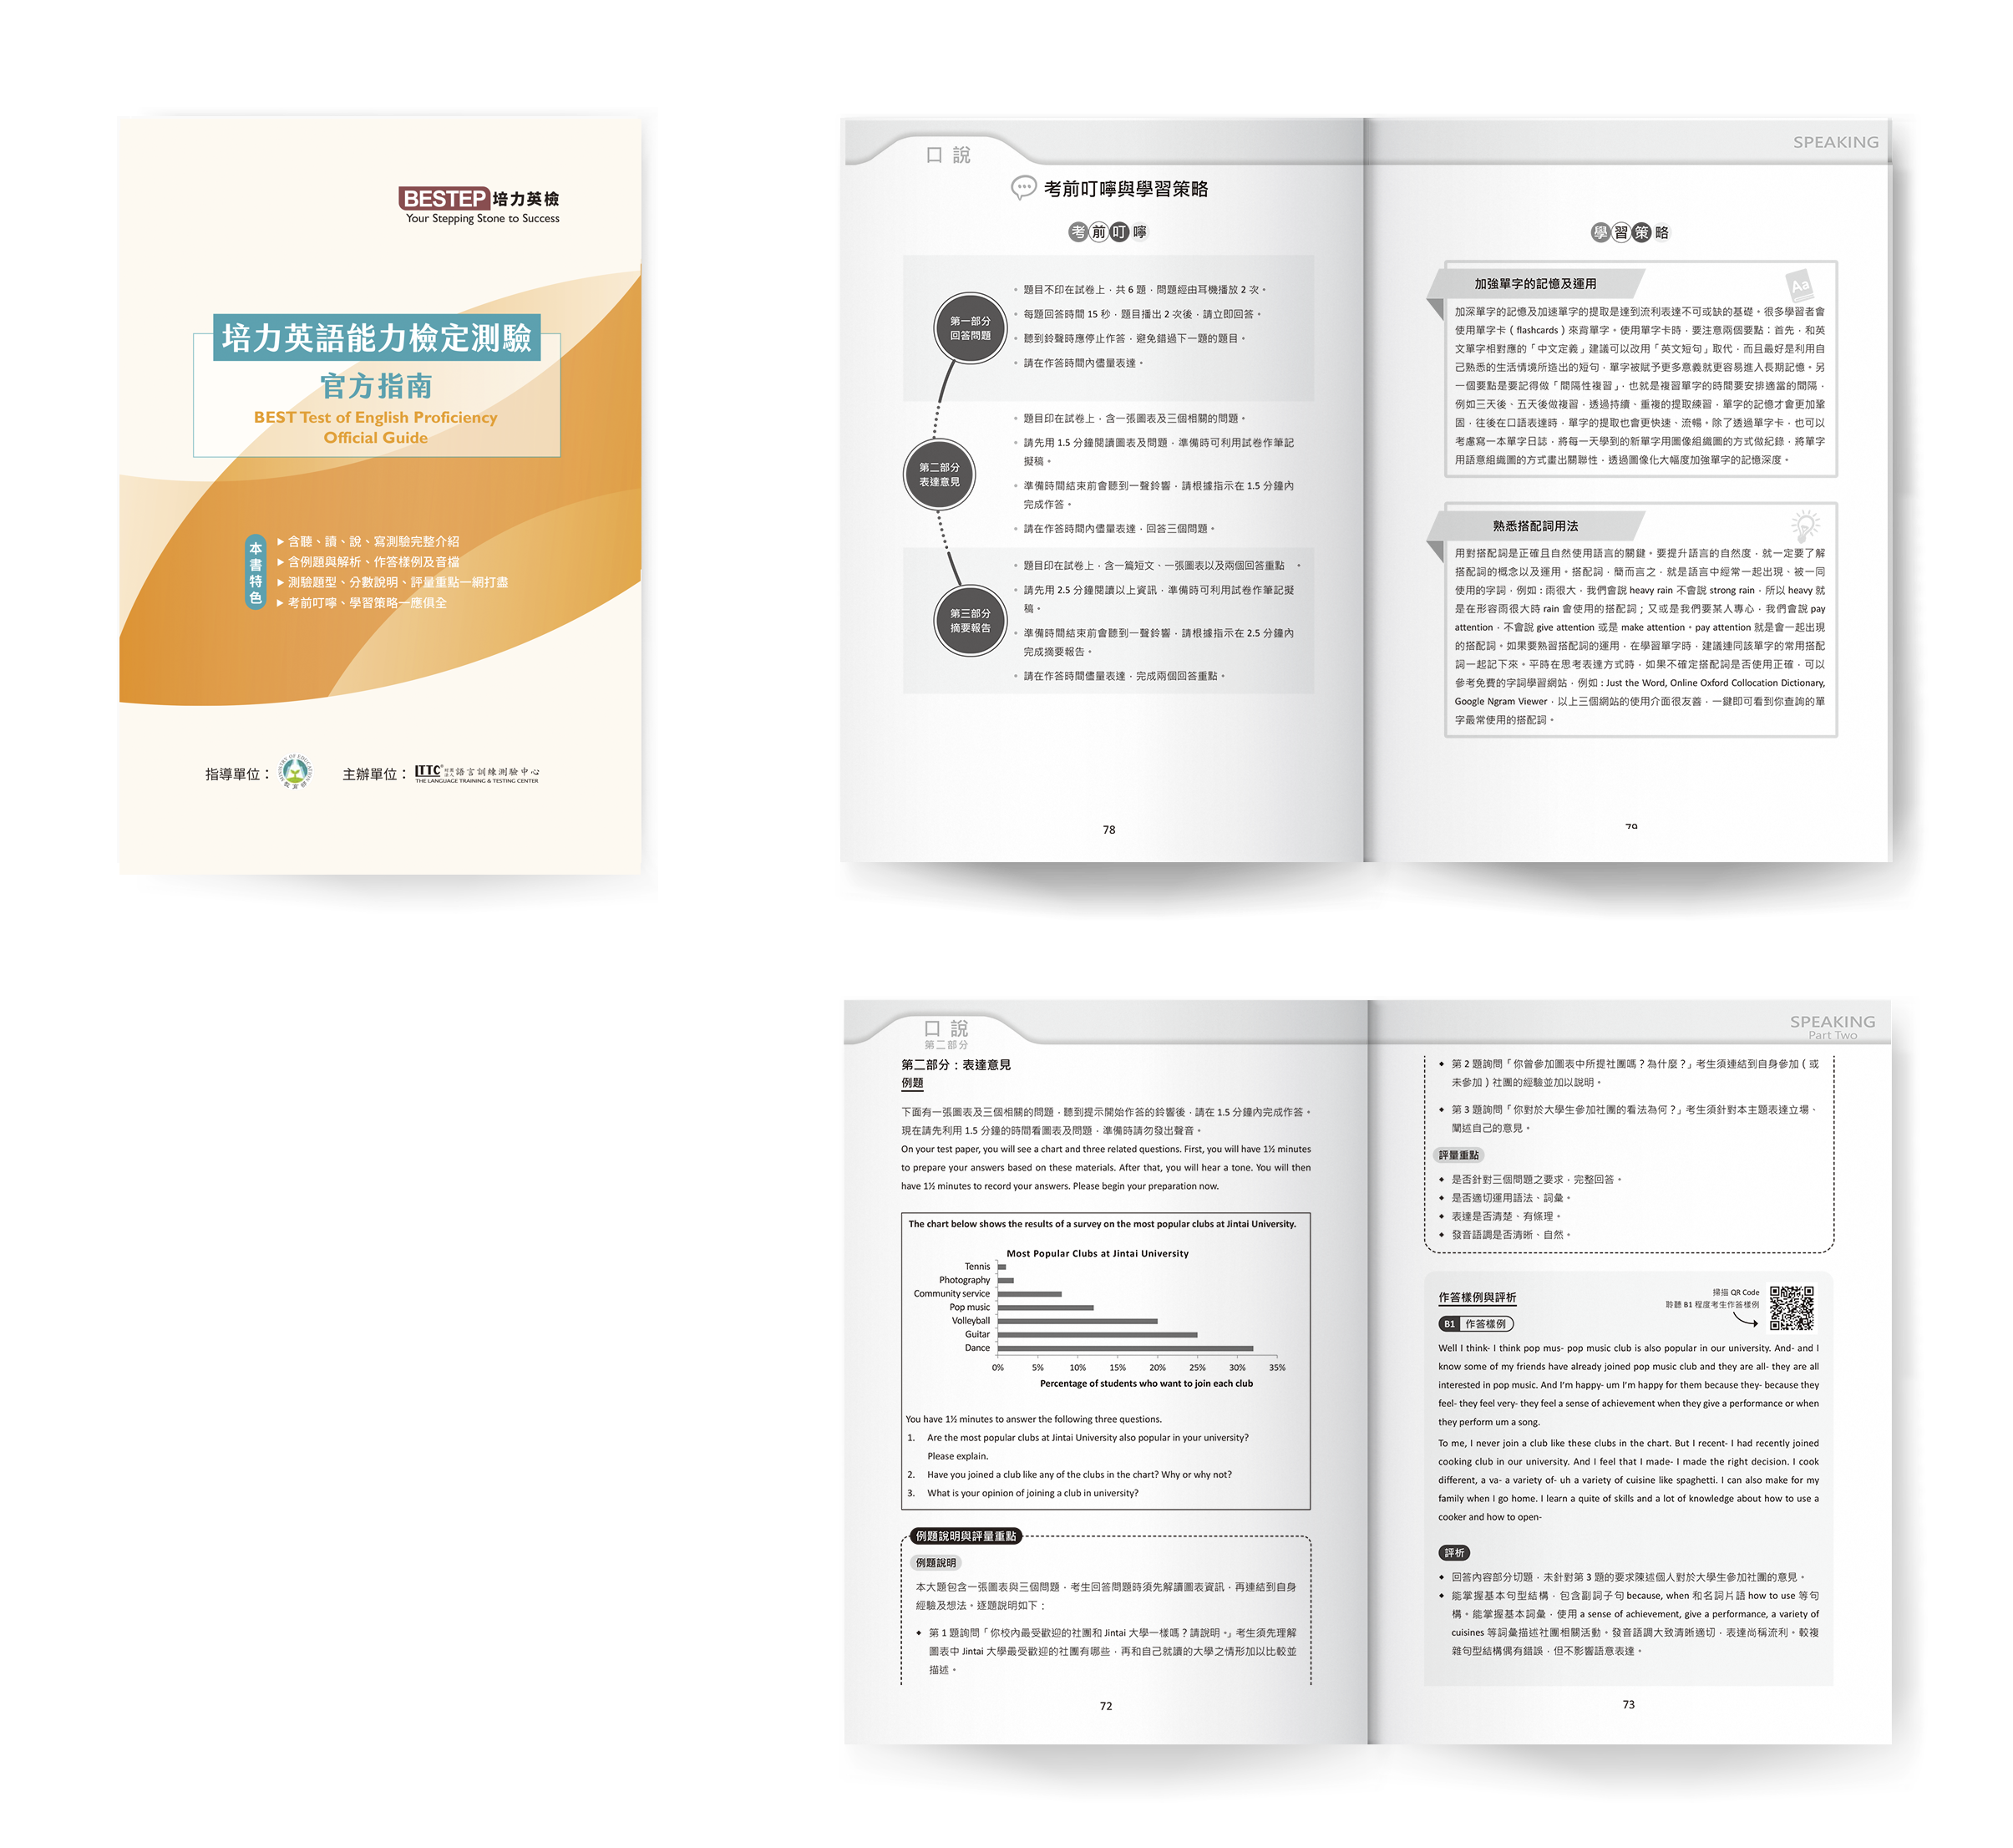 BESTEP 培力英檢
Your Stepping Stone to Success
培力英語能力檢定測驗
官方指南
BEST Test of English Proficiency
Official Guide
本書特色
▶含聽、讀、說、寫測驗完整介紹
▶含例題與解析、作答樣例及音檔
▶測驗題型、分數說明、評量重點一網打盡
▶考前叮嚀、學習策略一應俱全
指導單位：
主辦單位： LTTC 語言訓練測驗中心
THE LANGUAGE TRAINING & TESTING CENTER
口 說
考前叮嚀與學習策略
考前叮嚀
第一部分
回答問題
• 題目不印在試卷上，共 6 題，問題經由耳機播放 2 次。
• 每題回答時間 15 秒，題目播出 2 次後，請立即回答。
• 聽到鈴聲時應停止作答，避免錯過下一題的題目。
• 請在作答時間內儘量表達。
第二部分
表達意見
• 題目印在試卷上，含一張圖表及三個相關的問題。
• 請先用 1.5 分鐘閱讀圖表及問題，準備時可利用試卷作筆記
擬稿。
• 準備時間結束前會聽到一聲鈴響，請根據指示在 1.5 分鐘內
完成作答。
• 請在作答時間內儘量表達，回答三個問題。
第三部分
摘要報告
• 題目印在試卷上，含一篇短文、一張圖表以及兩個回答重點 。
• 請先用 2.5 分鐘閱讀以上資訊，準備時可利用試卷作筆記擬
稿。
• 準備時間結束前會聽到一聲鈴響，請根據指示在 2.5 分鐘內
完成摘要報告。
• 請在作答時間儘量表達，完成兩個回答重點。
78
SPEAKING
學習策略
加強單字的記憶及運用
Aa
加深單字的記憶及加速單字的提取是達到流利表達不可或缺的基礎。很多學習者會
使用單字卡（flashcards）來背單字。使用單字卡時，要注意兩個要點：首先，和英
文單字相對應的「中文定義」建議可以改用「英文短句」取代，而且最好是利用自
己熟悉的生活情境所造出的短句，單字被賦予更多意義就更容易進入長期記憶。另
一個要點是要記得做「間隔性複習」，也就是複習單字的時間要安排適當的間隔，
例如三天後、五天後做複習，透過持續、重複的提取練習，單字的記憶才會更加鞏
固，往後在口語表達時，單字的提取也會更快速、流暢。除了透過單字卡，也可以
考慮寫一本單字日誌，將每一天學到的新單字用圖像組織圖的方式做紀錄，將單字
用語意組織圖的方式畫出關聯性，透過圖像化大幅度加強單字的記憶深度。
熟悉搭配詞用法
用對搭配詞是正確且自然使用語言的關鍵。要提升語言的自然度，就一定要了解
搭配詞的概念以及運用。搭配詞，簡而言之，就是語言中經常一起出現、被一同
使用的字詞，例如：雨很大，我們會說 heavy rain 不會說 strong rain，所以 heavy 就
是在形容雨很大時 rain 會使用的搭配詞；又或是我們要某人專心，我們會說 pay
attention，不會說 give attention 或是 make attention。pay attention 就是會一起出現
的搭配詞。如果要熟習搭配詞的運用，在學習單字時，建議連同該單字的常用搭配
詞一起記下來。平時在思考表達方式時，如果不確定搭配詞是否使用正確，可以
參考免費的字詞學習網站，例如：Just the Word, Online Oxford Collocation Dictionary,
Google Ngram Viewer，以上三個網站的使用介面很友善，一鍵即可看到你查詢的單
字最常使用的搭配詞。
79
口 說
第二部分
第二部分：表達意見
例題
下面有一張圖表及三個相關的問題，聽到提示開始作答的鈴響後，請在 1.5 分鐘內完成作答。
現在請先利用 1.5 分鐘的時間看圖表及問題，準備時請勿發出聲音。
On your test paper, you will see a chart and three related questions. First, you will have 1½ minutes
to prepare your answers based on these materials. After that, you will hear a tone. You will then
have 1½ minutes to record your answers. Please begin your preparation now.
The chart below shows the results of a survey on the most popular clubs at Jintai University.
Most Popular Clubs at Jintai University
Tennis
Photography
Community service
Pop music
Volleyball
Guitar
Dance
0% 5% 10% 15% 20% 25% 30% 35%
Percentage of students who want to join each club
You have 1½ minutes to answer the following three questions.
1. Are the most popular clubs at Jintai University also popular in your university?
Please explain.
2. Have you joined a club like any of the clubs in the chart? Why or why not?
3. What is your opinion of joining a club in university?
例題說明與評量重點
例題說明
本大題包含一張圖表與三個問題，考生回答問題時須先解讀圖表資訊，再連結到自身
經驗及想法。逐題說明如下：
◆ 第 1 題詢問「你校內最受歡迎的社團和 Jintai 大學一樣嗎？請說明。」考生須先理解
圖表中 Jintai 大學最受歡迎的社團有哪些，再和自己就讀的大學之情形加以比較並
描述。
72
SPEAKING
Part Two
◆ 第 2 題詢問「你曾參加圖表中所提社團嗎？為什麼？」考生須連結到自身參加（或
未參加）社團的經驗並加以說明。
◆ 第 3 題詢問「你對於大學生參加社團的看法為何？」考生須針對本主題表達立場、
闡述自己的意見。
評量重點
◆ 是否針對三個問題之要求，完整回答。
◆ 是否適切運用語法、詞彙。
◆ 表達是否清楚、有條理。
◆ 發音語調是否清晰、自然。
作答樣例與評析
掃描 QR Code
聆聽 B1 程度考生作答樣例
B1 作答樣例
Well I think- I think pop mus- pop music club is also popular in our university. And- and I
know some of my friends have already joined pop music club and they are all- they are all
interested in pop music. And I'm happy- um I'm happy for them because they- because they
feel- they feel very- they feel a sense of achievement when they give a performance or when
they perform um a song.
To me, I never join a club like these clubs in the chart. But I recent- I had recently joined
cooking club in our university. And I feel that I made- I made the right decision. I cook
different, a va- a variety of- uh a variety of cuisine like spaghetti. I can also make for my
family when I go home. I learn a quite of skills and a lot of knowledge about how to use a
cooker and how to open-
評析
◆ 回答內容部分切題，未針對第 3 題的要求陳述個人對於大學生參加社團的意見。
◆ 能掌握基本句型結構，包含副詞子句 because, when 和名詞片語 how to use 等句
構。能掌握基本詞彙，使用 a sense of achievement, give a performance, a variety of
cuisines 等詞彙描述社團相關活動。發音語調大致清晰適切，表達尚稱流利。較複
雜句型結構偶有錯誤，但不影響語意表達。
73